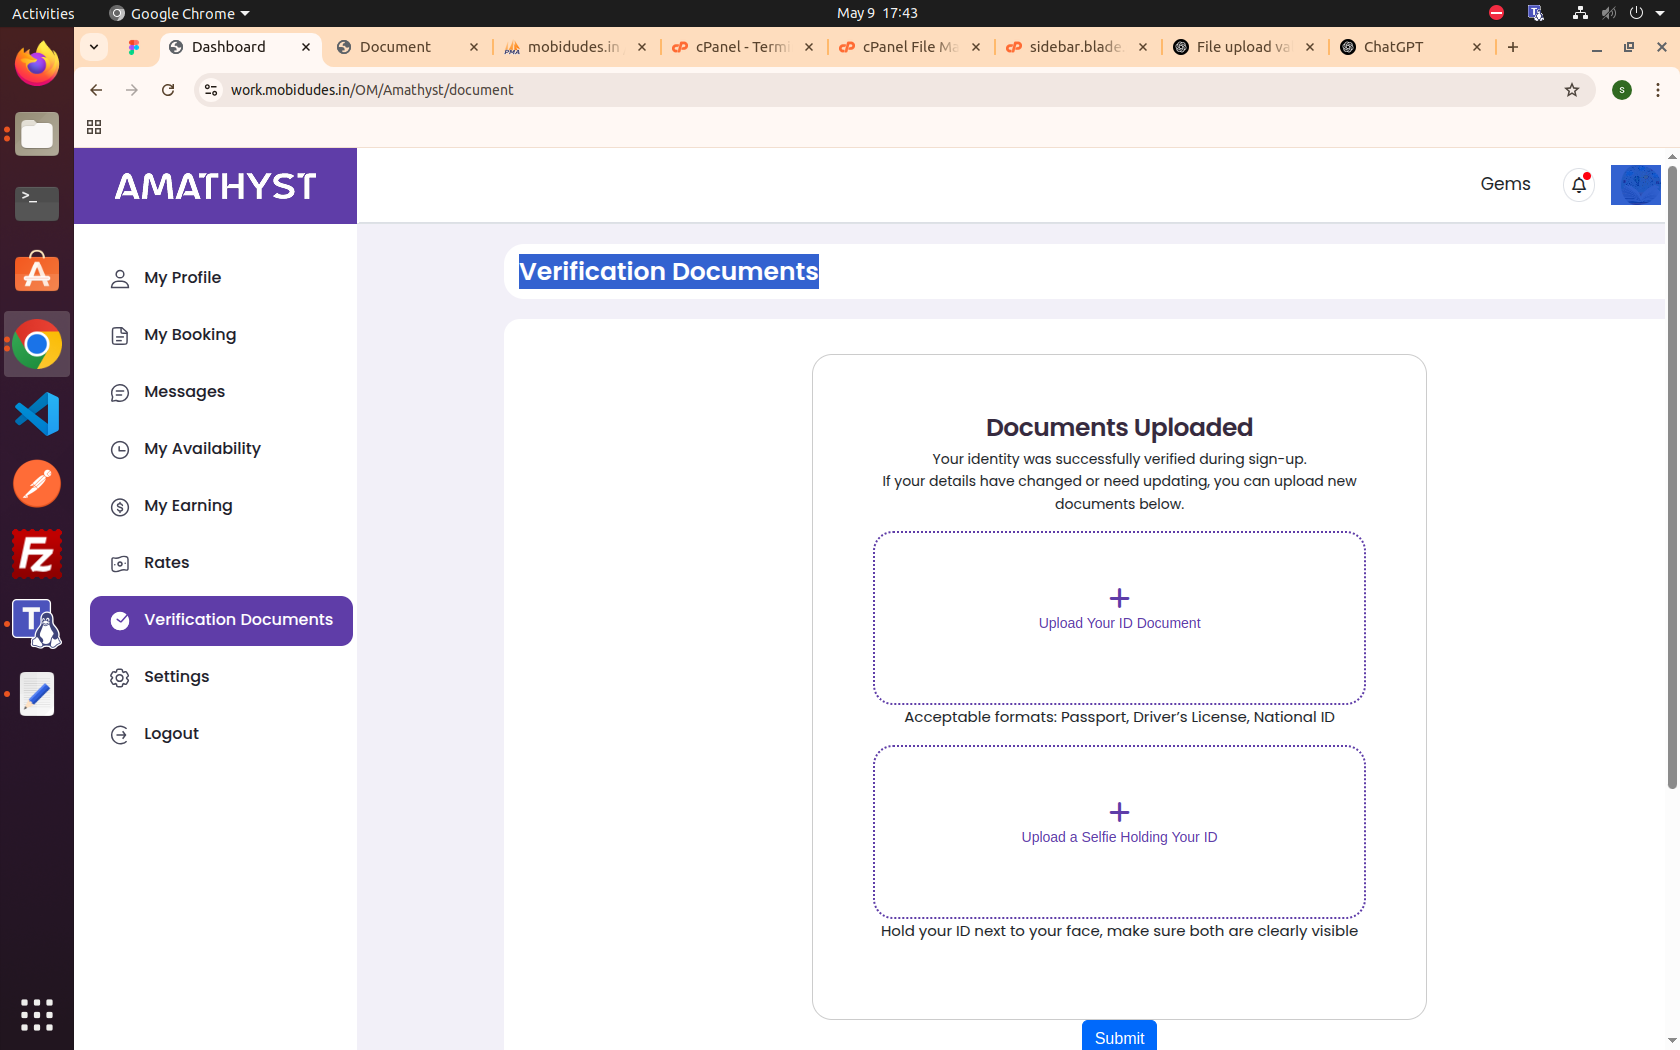 Activities
Google Chrome
May 9 17:43
Dashboard
Document
mobidudes.in
cPanel - Termi
cPanel File Ma
sidebar.blade.
File upload va
ChatGPT
work.mobidudes.in/OM/Amathyst/document
S
AMATHYST
Gems
My Profile
My Booking
Messages
My Availability
My Earning
Rates
Verification Documents
Settings
Logout
Verification Documents
Documents Uploaded
Your identity was successfully verified during sign-up.
If your details have changed or need updating, you can upload new
documents below.
Upload Your ID Document
Acceptable formats: Passport, Driver’s License, National ID
Upload a Selfie Holding Your ID
Hold your ID next to your face, make sure both are clearly visible
Submit